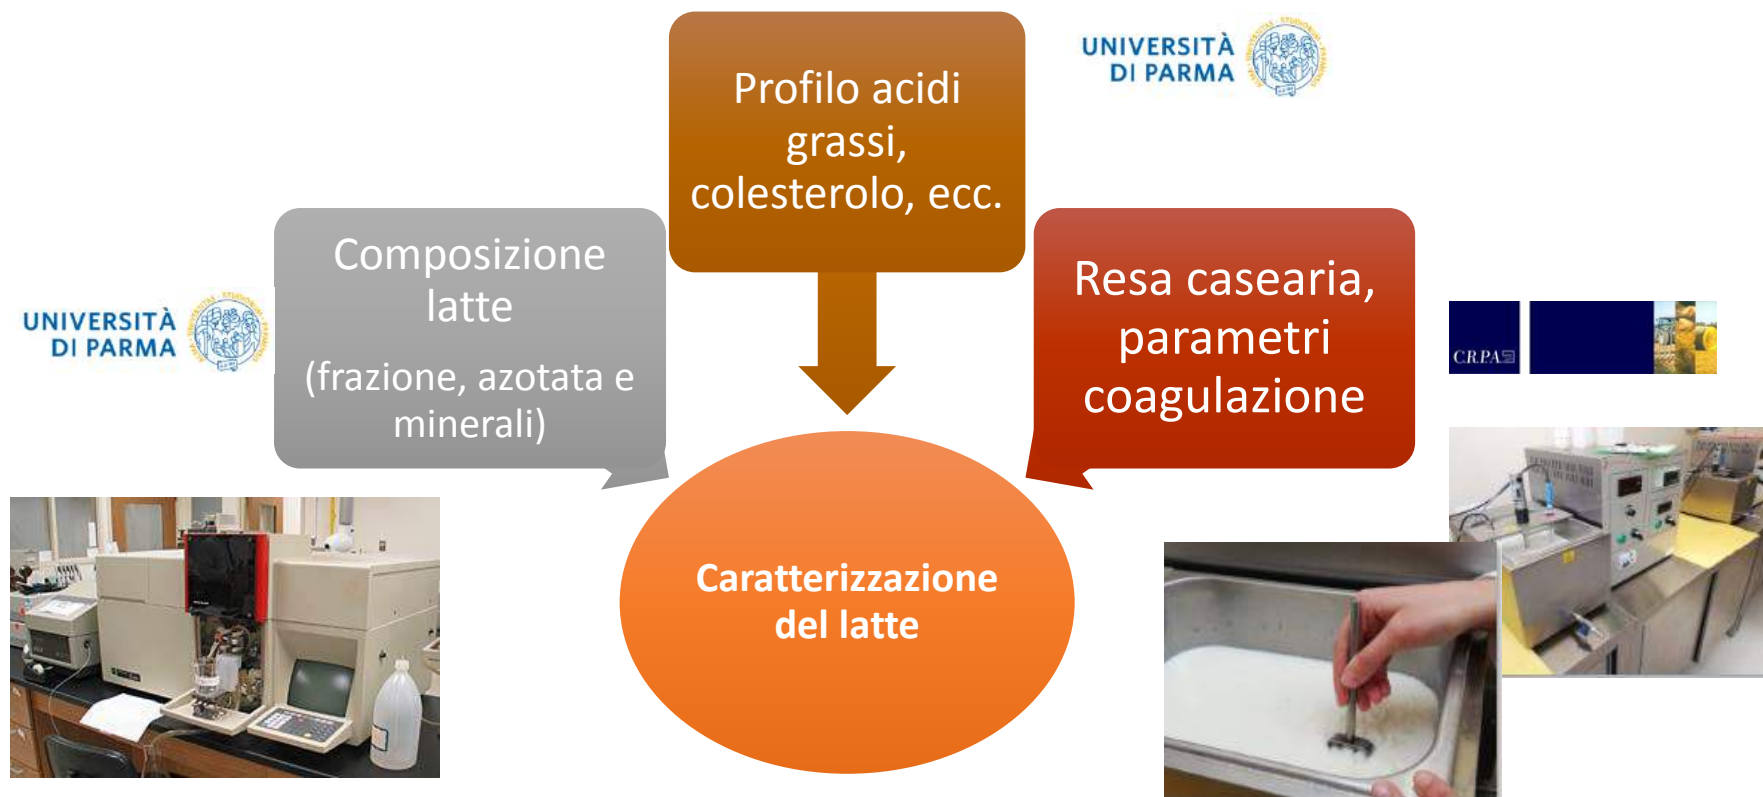 Profilo acidi
grassi,
colesterolo, ecc.
UNIVERSITÀ
DI PARMA
Composizione
latte
(frazione, azotata e
minerali)
UNIVERSITÀ
DI PARMA
Resa casearia,
parametri
coagulazione
C.R.P.A
Caratterizzazione
del latte